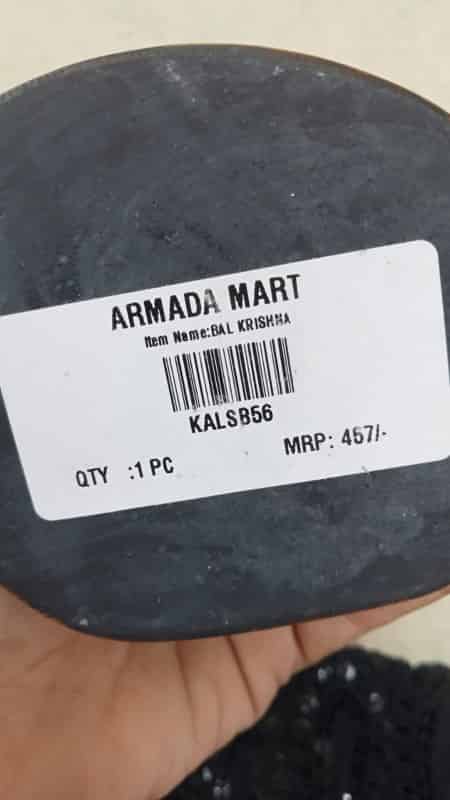 ARMADA MART
Item Name:BAL KRISHNA
KALSB56
QTY :1 PC
MRP: 457/-